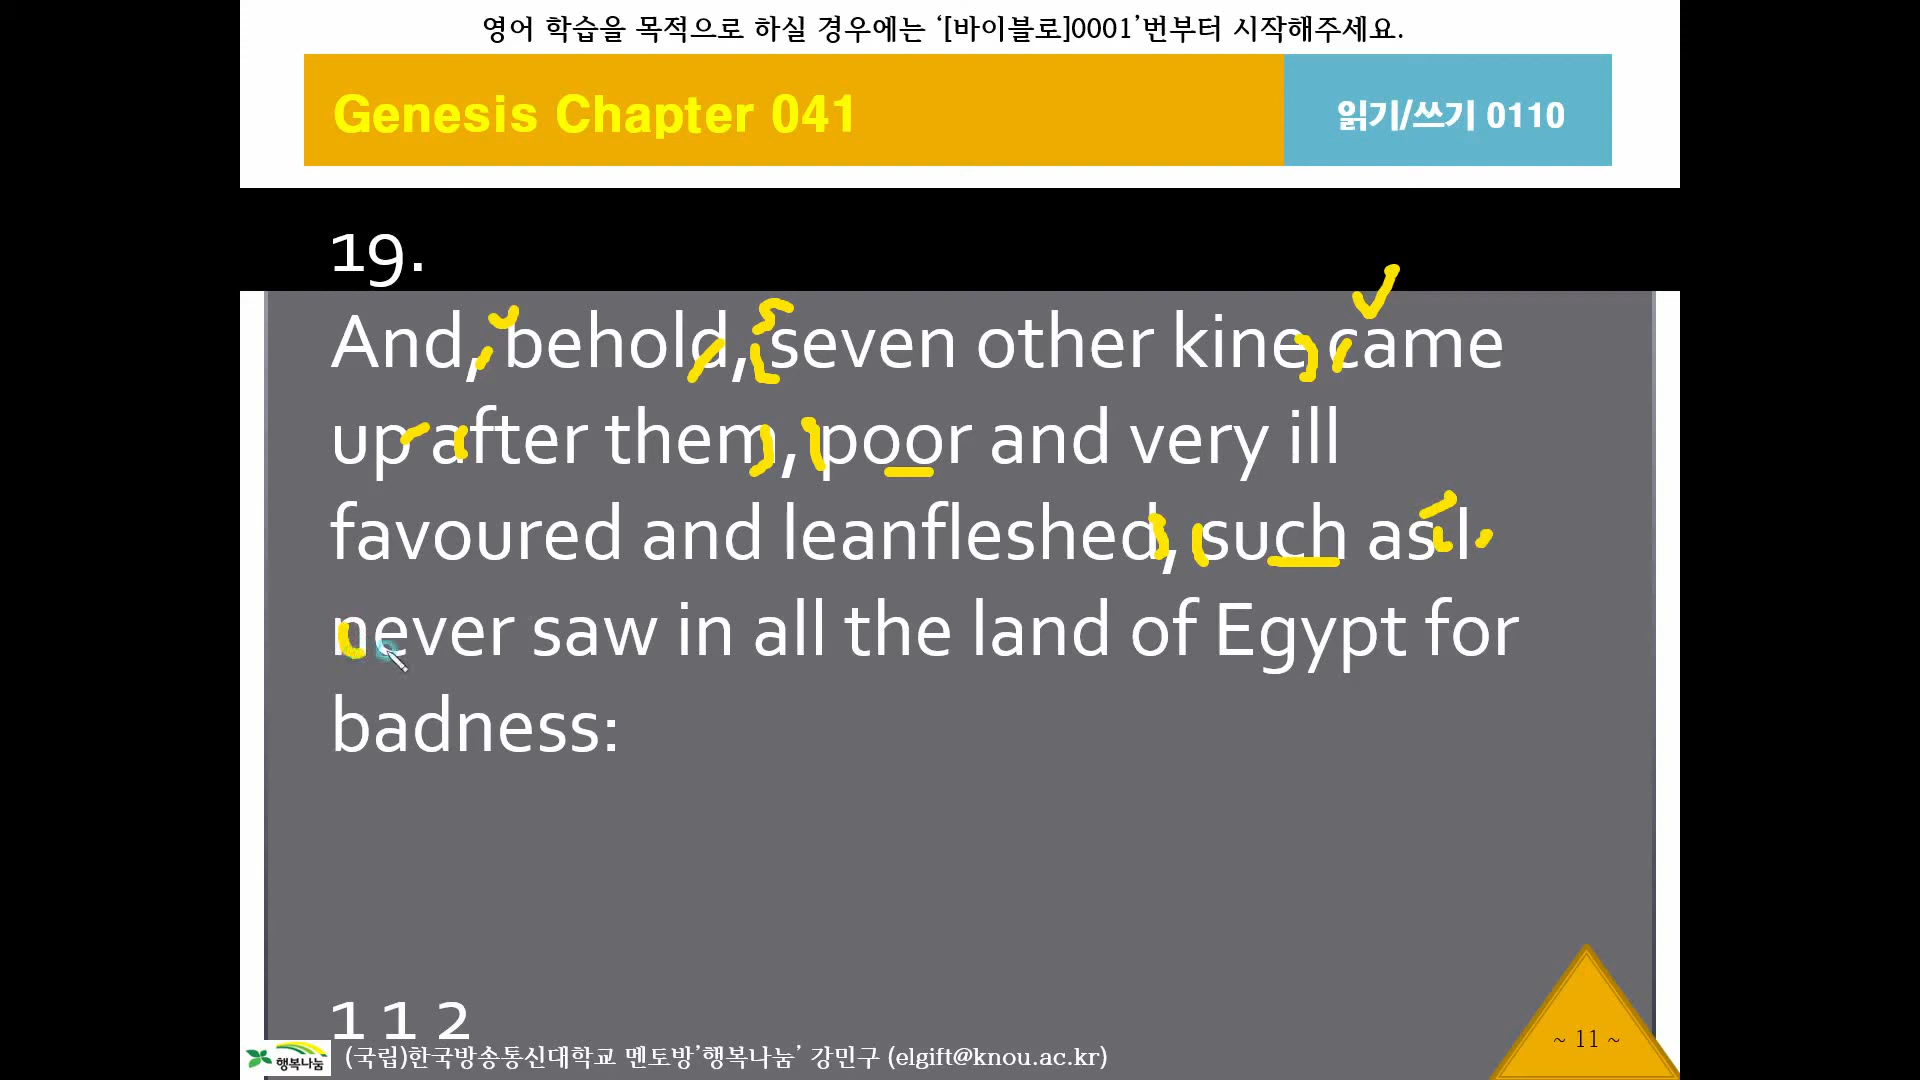 영어 학습을 목적으로 하실 경우에는 ‘[바이블로]0001’번부터 시작해주세요.
Genesis Chapter 041
읽기/쓰기 0110
19.
And, behold, seven other kine came
up after them, poor and very ill
favoured and leanfleshed, such as I
never saw in all the land of Egypt for
badness:
1 1 2
행복나눔
(국립)한국방송통신대학교 멘토방’행복나눔’ 강민구 (elgift@knou.ac.kr)
~ 11 ~